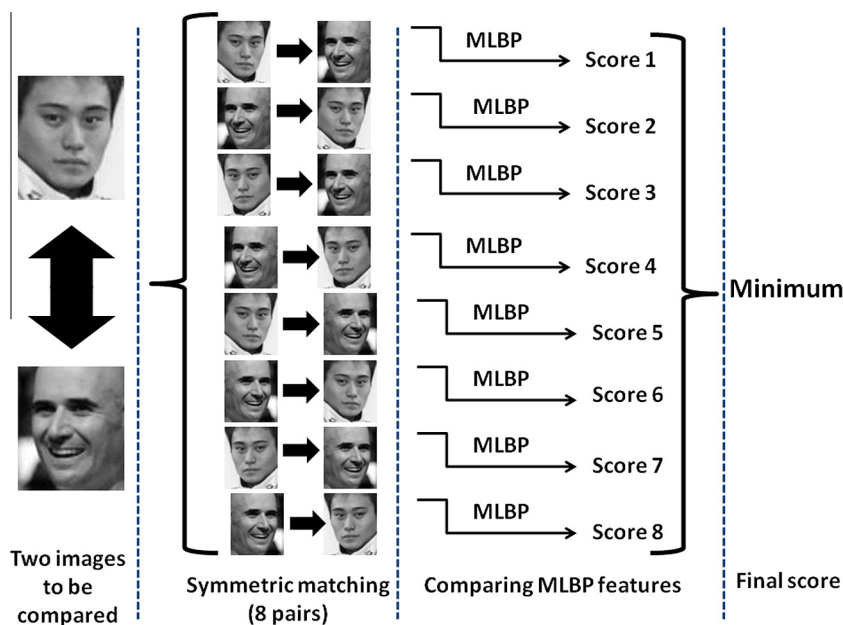 MLBP
Score 1
MLBP
Score 2
MLBP
Score 3
MLBP
Score 4
MLBP
Score 5
MLBP
Score 6
MLBP
Score 7
MLBP
Score 8
Minimum
Two images
to be
compared
Symmetric matching
(8 pairs)
Comparing MLBP features
Final score